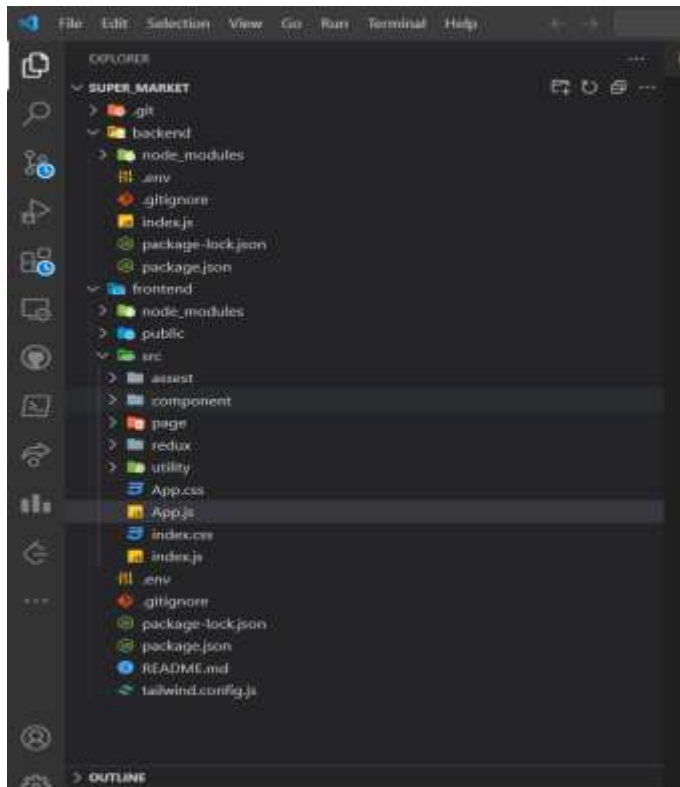 File Edit Selection View Go Run Terminal Help
EXPLORER
SUPER_MARKET
.git
backend
node_modules
.env
.gitignore
index.js
package-lock.json
package.json
frontend
node_modules
public
src
assest
component
page
redux
utility
App.css
App.js
index.css
index.js
.env
.gitignore
package-lock.json
package.json
README.md
tailwind.config.js
OUTLINE